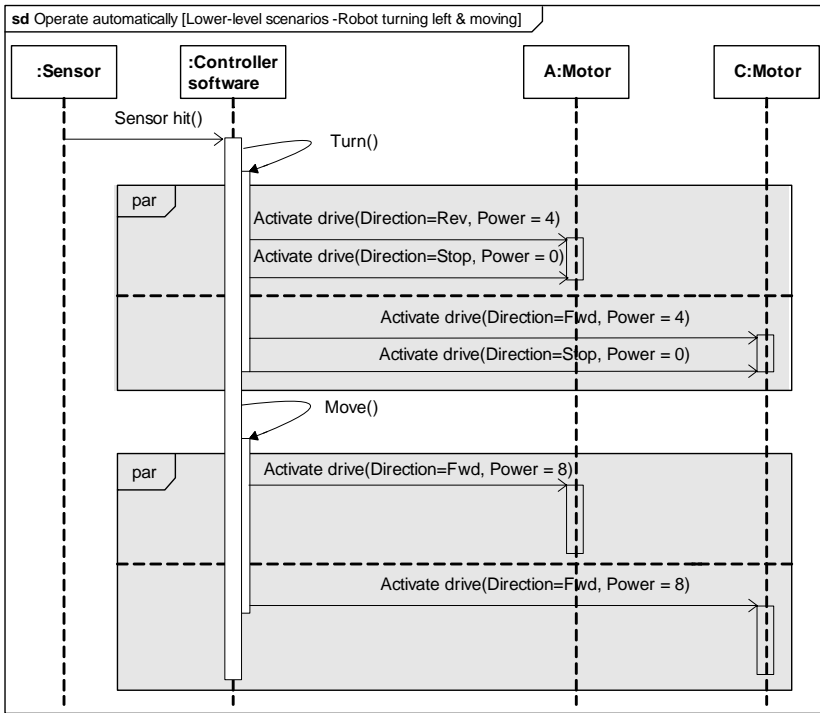 sd Operate automatically [Lower-level scenarios -Robot turning left & moving]
:Sensor
:Controller
software
A:Motor
C:Motor
Sensor hit()
Turn()
par
Activate drive(Direction=Rev, Power = 4)
Activate drive(Direction=Stop, Power = 0)
Activate drive(Direction=Fwd, Power = 4)
Activate drive(Direction=Stop, Power = 0)
Move()
par
Activate drive(Direction=Fwd, Power = 8)
Activate drive(Direction=Fwd, Power = 8)